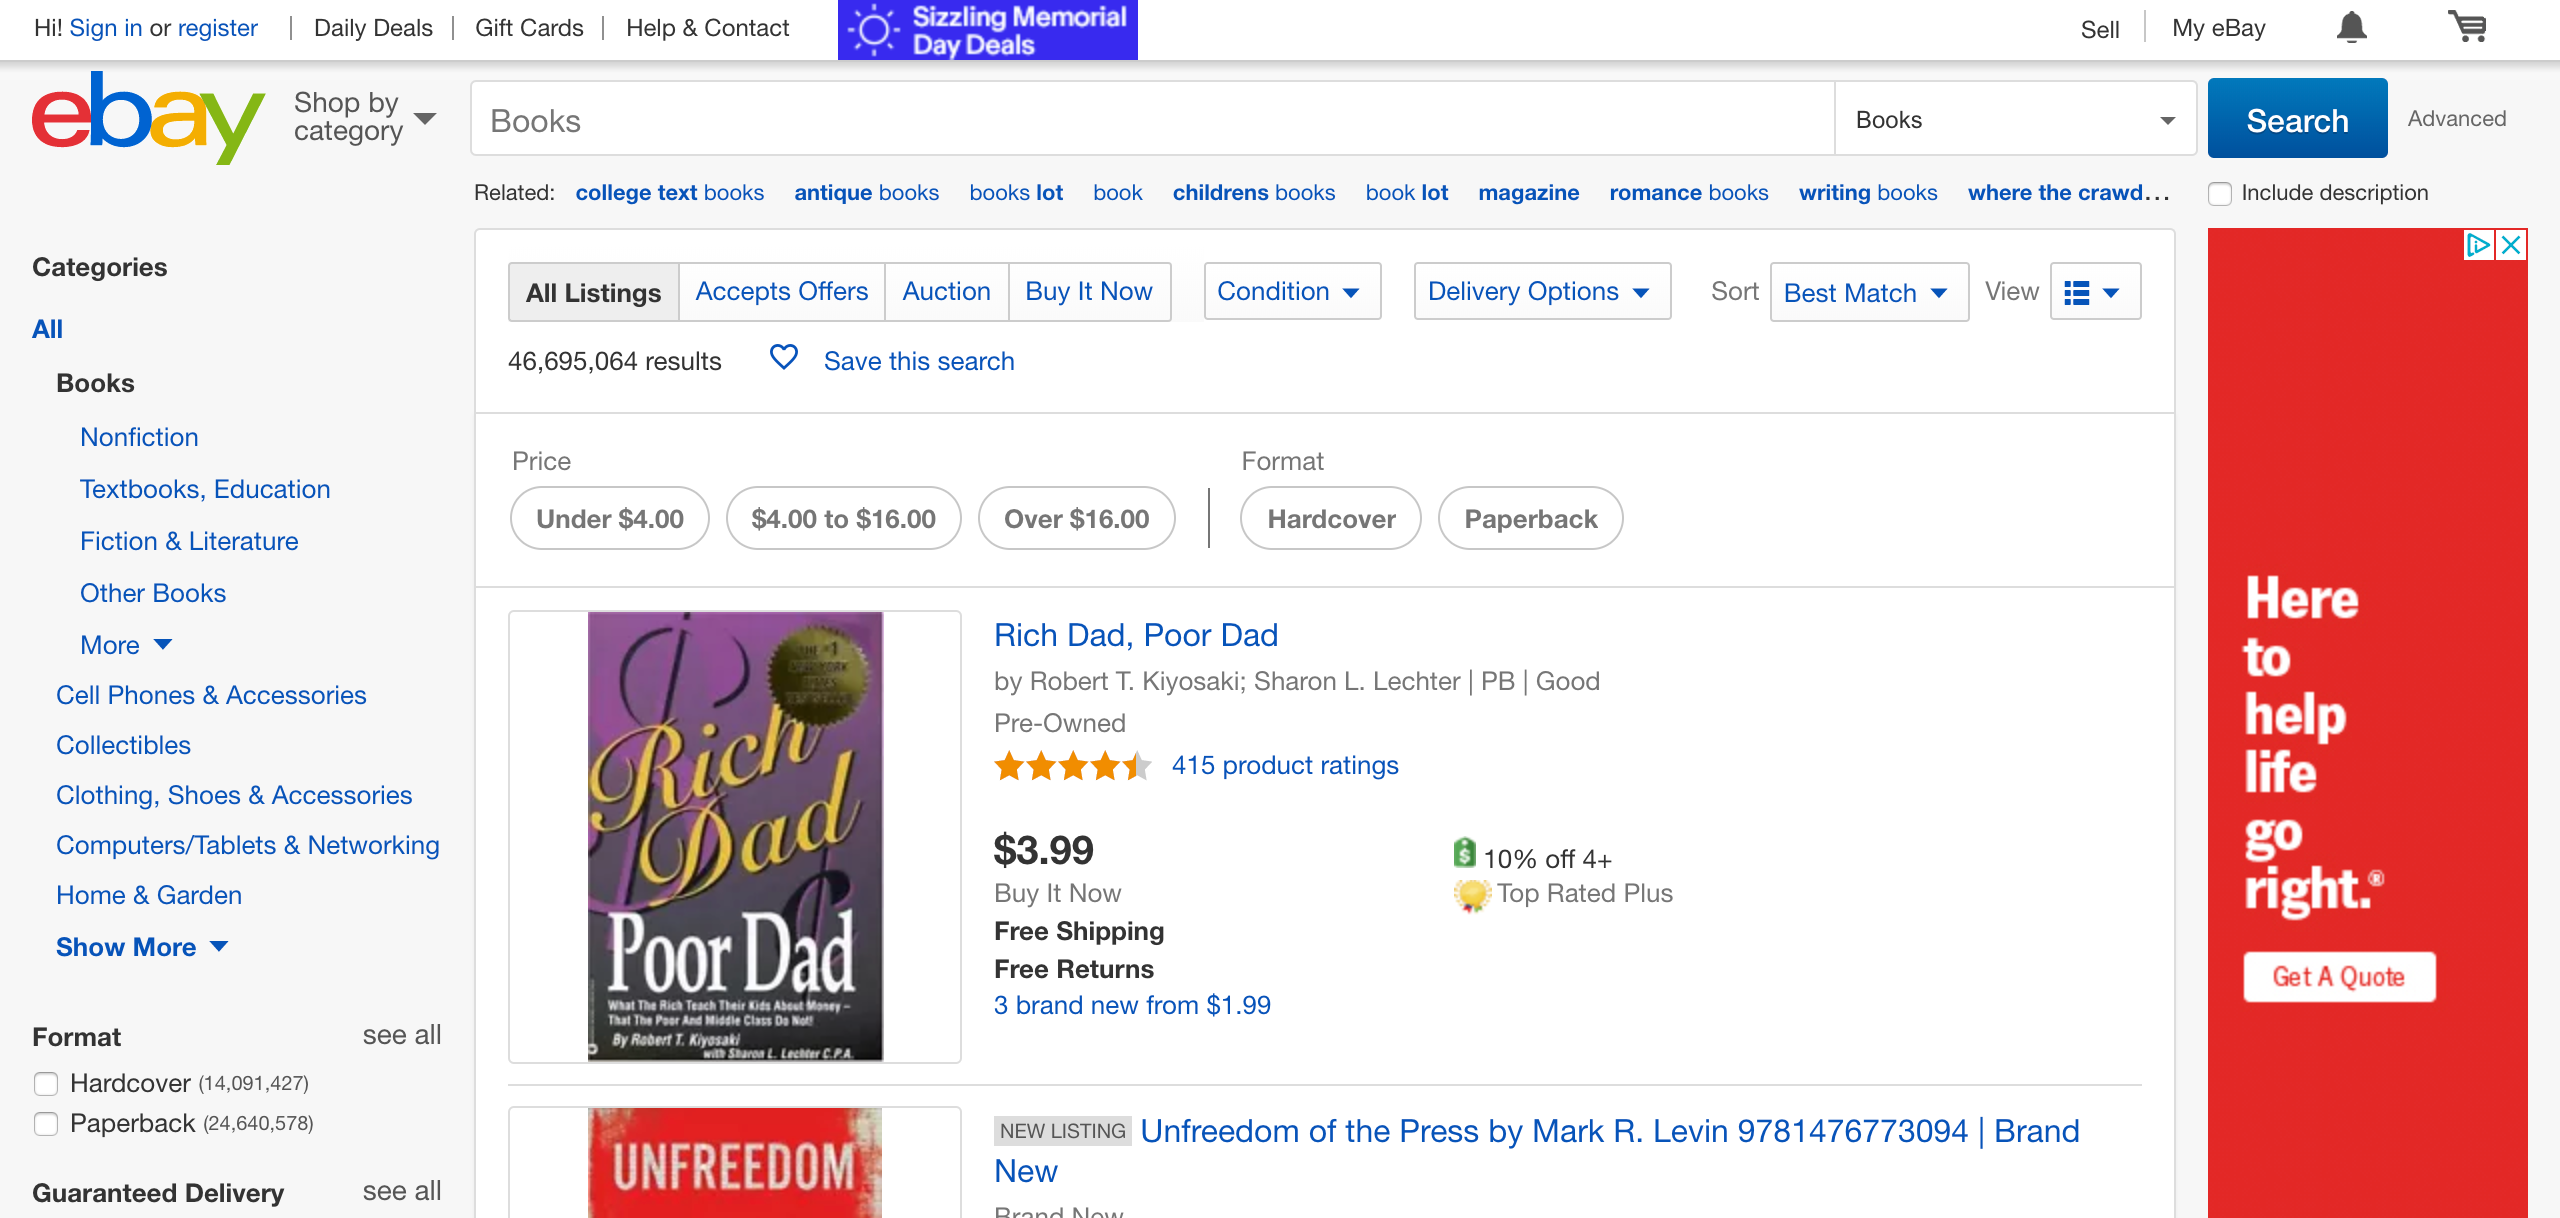 Hi! Sign in or register | Daily Deals | Gift Cards | Help & Contact
Sizzling Memorial
Day Deals
Sell | My eBay
ebay
Shop by
category
Books
Books
Search
Advanced
Related: college text books antique books books lot book childrens books book lot magazine romance books writing books where the crawd...
Include description
Categories
All
Books
Nonfiction
Textbooks, Education
Fiction & Literature
Other Books
More
Cell Phones & Accessories
Collectibles
Clothing, Shoes & Accessories
Computers/Tablets & Networking
Home & Garden
Show More
Format see all
Hardcover (14,091,427)
Paperback (24,640,578)
Guaranteed Delivery see all
All Listings Accepts Offers Auction Buy It Now Condition Delivery Options Sort Best Match View
46,695,064 results Save this search
Price
Under $4.00 $4.00 to $16.00 Over $16.00
Format
Hardcover Paperback
THE #1
NEW YORK
TIMES
Rich
Dad
Poor Dad
What The Rich Teach Their Kids About Money –
That The Poor And Middle Class Do Not!
By Robert T. Kiyosaki
with Sharon L. Lechter C.P.A.
Rich Dad, Poor Dad
by Robert T. Kiyosaki; Sharon L. Lechter | PB | Good
Pre-Owned
415 product ratings
$3.99
Buy It Now
Free Shipping
Free Returns
3 brand new from $1.99
10% off 4+
Top Rated Plus
UNFREEDOM
NEW LISTING Unfreedom of the Press by Mark R. Levin 9781476773094 | Brand
New
Brand New
Here
to
help
life
go
right.®
Get A Quote